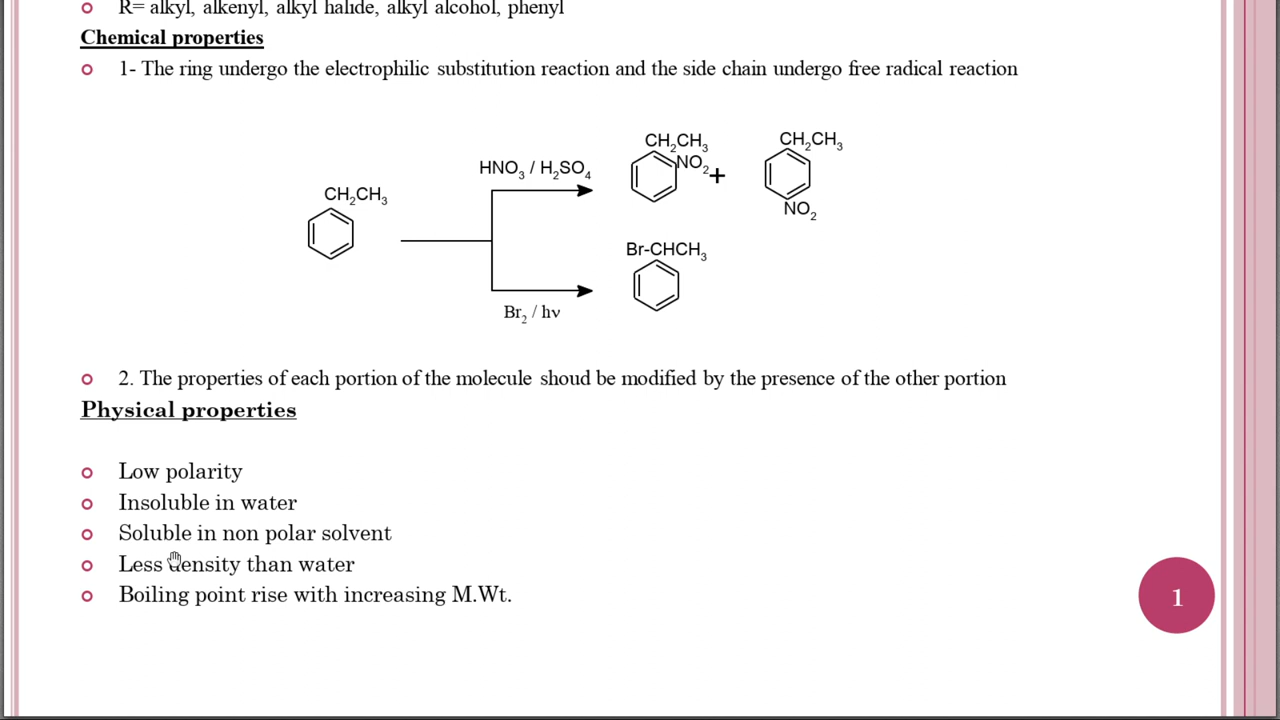 R= alkyl, alkenyl, alkyl halide, alkyl alcohol, phenyl
Chemical properties
1- The ring undergo the electrophilic substitution reaction and the side chain undergo free radical reaction
CH2CH3
HNO3 / H2SO4
CH2CH3
NO2
+
CH2CH3
NO2
Br-CHCH3
Br2 / hν
2. The properties of each portion of the molecule shoud be modified by the presence of the other portion
Physical properties
Low polarity
Insoluble in water
Soluble in non polar solvent
Less density than water
Boiling point rise with increasing M.Wt.
1